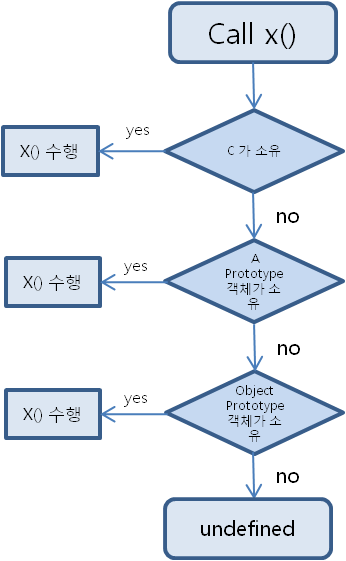 Call x()
yes
X() 수행
C 가 소유
no
yes
X() 수행
A
Prototype
객체가 소
유
no
yes
X() 수행
Object
Prototype
객체가 소
유
no
undefined